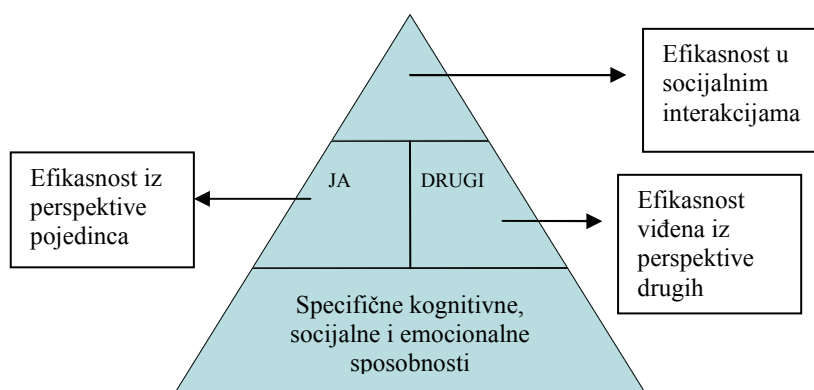 Efikasnost u
socijalnim
interakcijama
Efikasnost iz
perspektive
pojedinca
JA
DRUGI
Efikasnost
viđena iz
perspektive
drugih
Specifične kognitivne,
socijalne i emocionalne
sposobnosti